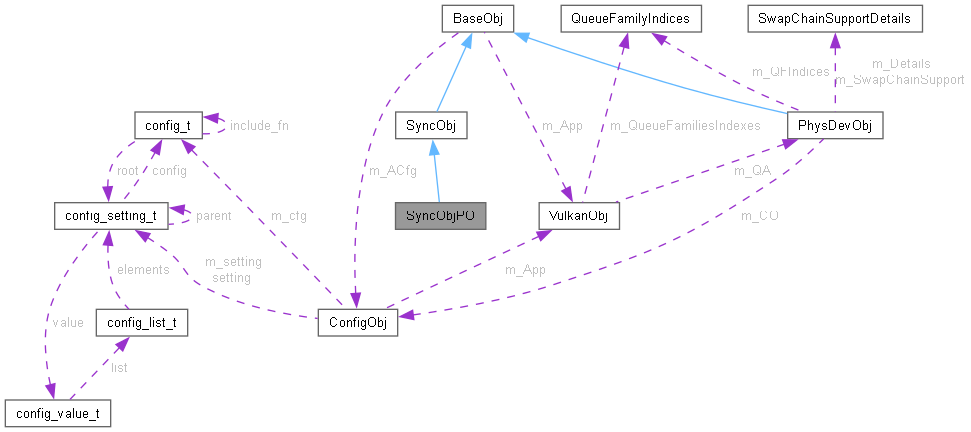 BaseObj
QueueFamilyIndices
SwapChainSupportDetails
m_QFIndices
m_Details
m_SwapChainSupport
config_t
include_fn
SyncObj
m_App
m_QueueFamiliesIndexes
PhysDevObj
m_ACfg
root
config
m_QA
config_setting_t
parent
m_cfg
SyncObjPO
VulkanObj
m_CO
m_setting
setting
elements
m_App
value
config_list_t
ConfigObj
list
config_value_t